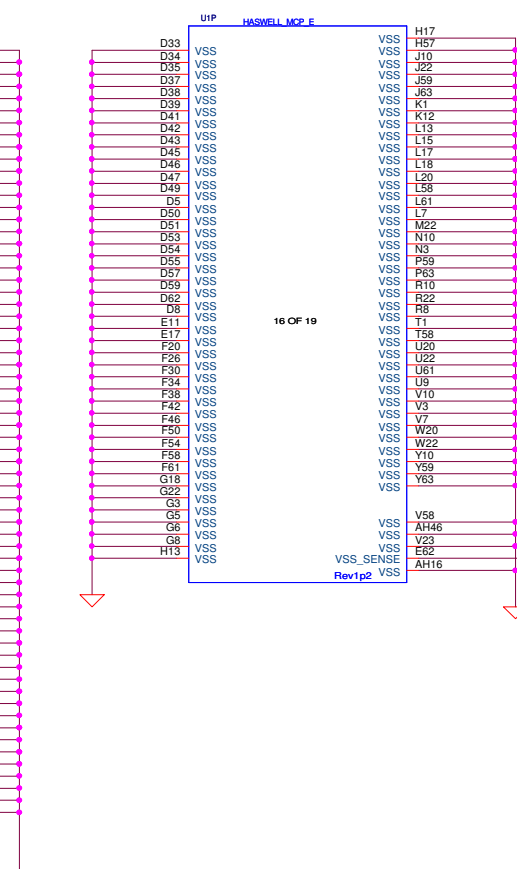 U1P
HASWELL_MCP_E
D33 VSS
D34 VSS
D35 VSS
D37 VSS
D38 VSS
D39 VSS
D41 VSS
D42 VSS
D43 VSS
D45 VSS
D46 VSS
D47 VSS
D49 VSS
D5 VSS
D50 VSS
D51 VSS
D53 VSS
D54 VSS
D55 VSS
D57 VSS
D59 VSS
D62 VSS
D8 VSS
E11 VSS
E17 VSS
F20 VSS
F26 VSS
F30 VSS
F34 VSS
F38 VSS
F42 VSS
F46 VSS
F50 VSS
F54 VSS
F58 VSS
F61 VSS
G18 VSS
G22 VSS
G3 VSS
G5 VSS
G6 VSS
G8 VSS
H13 VSS
16 OF 19
VSS H17
VSS H57
VSS J10
VSS J22
VSS J59
VSS J63
VSS K1
VSS K12
VSS L13
VSS L15
VSS L17
VSS L18
VSS L20
VSS L58
VSS L61
VSS L7
VSS M22
VSS N10
VSS N3
VSS P59
VSS P63
VSS R10
VSS R22
VSS R8
VSS T1
VSS T58
VSS U20
VSS U22
VSS U61
VSS U9
VSS V10
VSS V3
VSS V7
VSS W20
VSS W22
VSS Y10
VSS Y59
VSS Y63
VSS V58
VSS AH46
VSS V23
VSS_SENSE E62
VSS AH16
Rev1p2